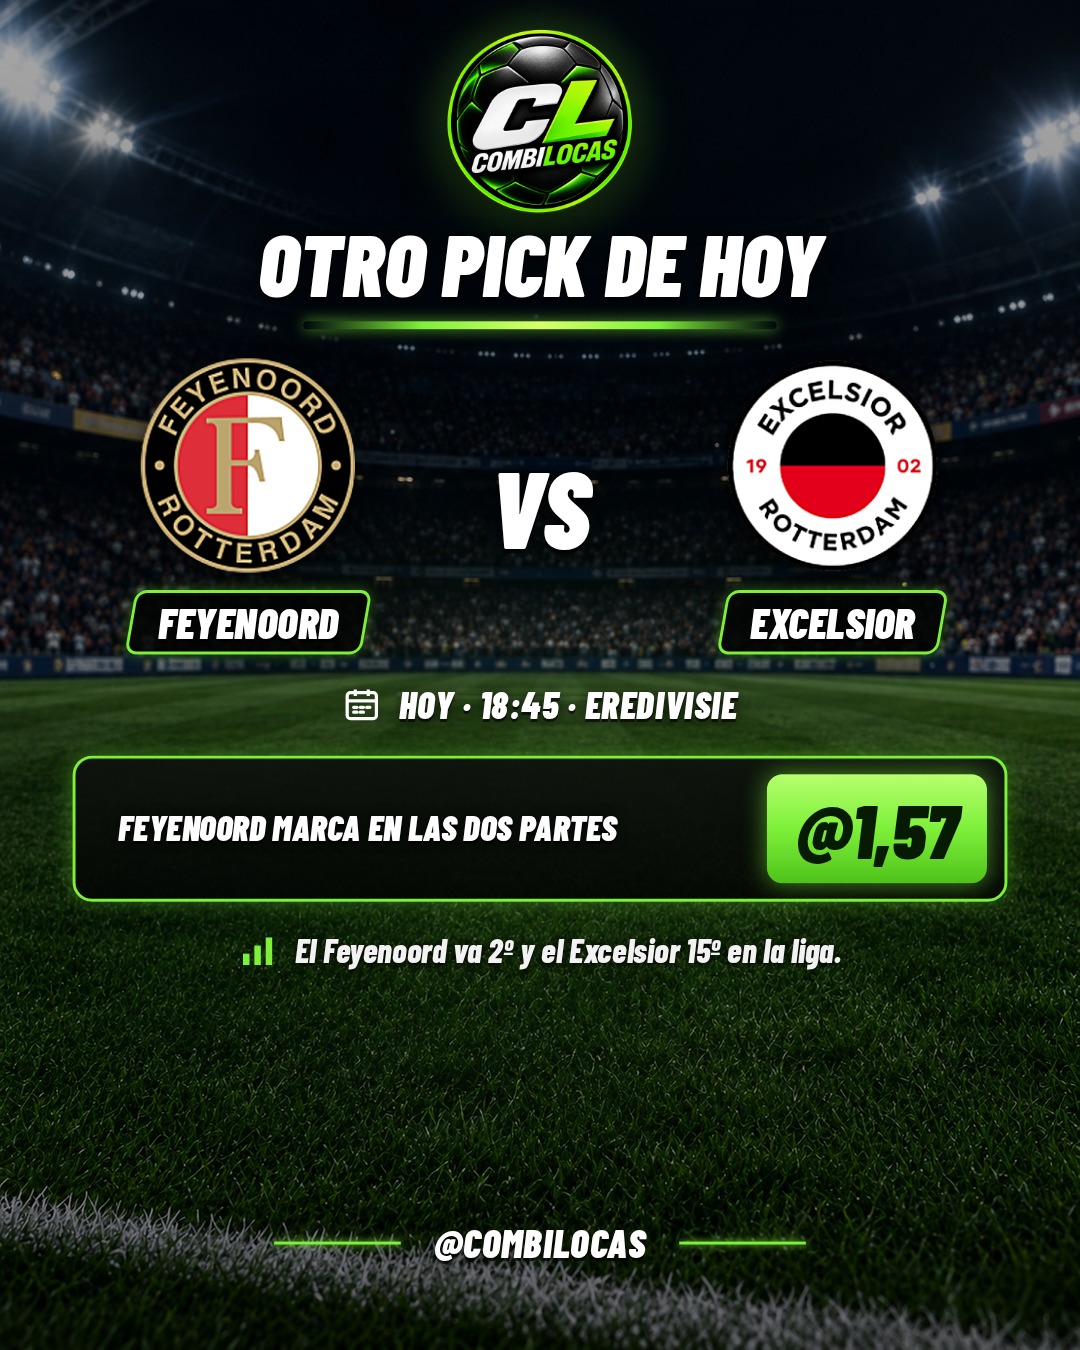 CL
COMBILOCAS
OTRO PICK DE HOY
FEYENOORD
ROTTERDAM
F
EXCELSIOR
19 02
ROTTERDAM
VS
FEYENOORD
EXCELSIOR
HOY · 18:45 · EREDIVISIE
FEYENOORD MARCA EN LAS DOS PARTES
@1,57
El Feyenoord va 2º y el Excelsior 15º en la liga.
@COMBILOCAS